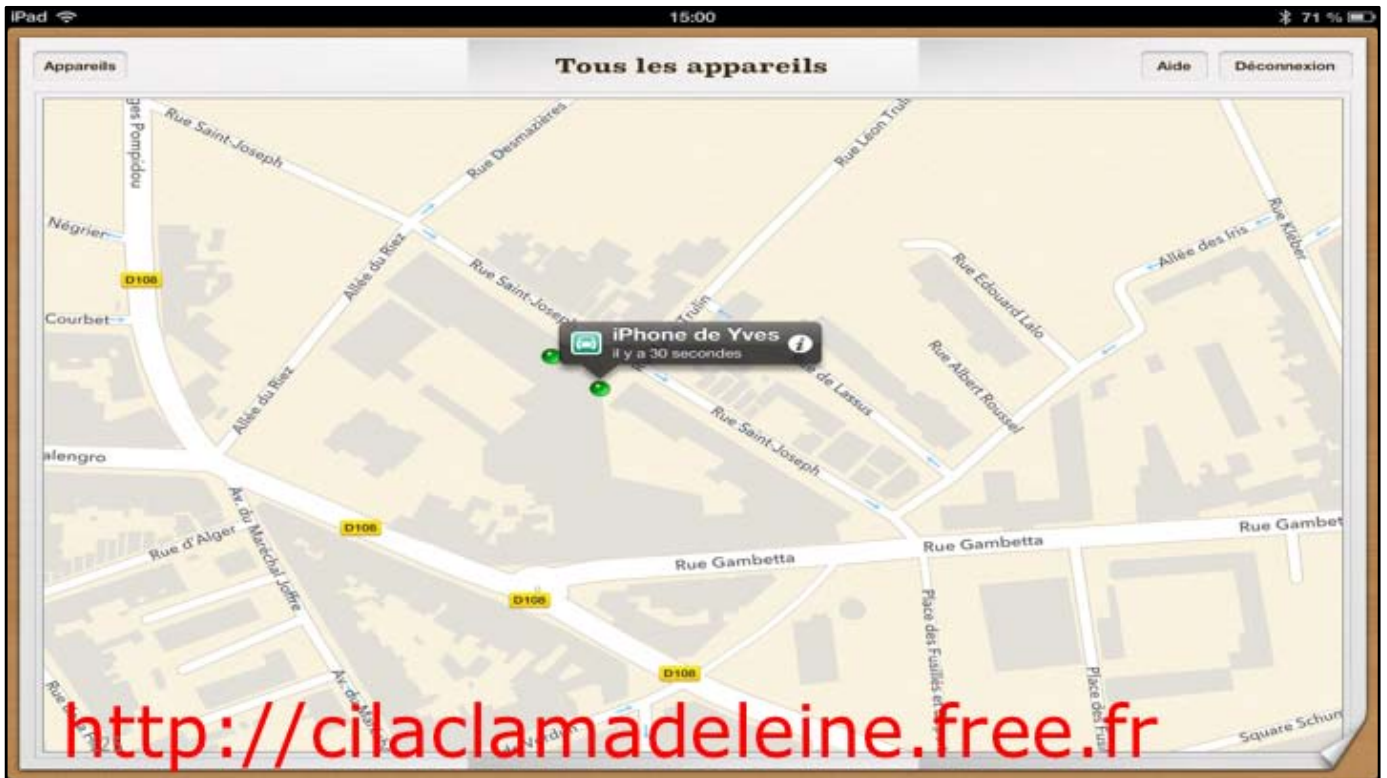 iPad
15:00
71 %
Appareils
Tous les appareils
Aide
Déconnexion
ges Pompidou
Rue Saint-Joseph
Rue Desmazières
Rue Léon Trulin
Négrier
Allée du Riez
Rue Kléber
Allée des Iris
D108
Rue Saint-Joseph
Rue Edouard Lalo
Courbet
Trulin
iPhone de Yves
il y a 30 secondes
Rue Albert Roussel
de Lassus
Allée du Riez
Rue Saint-Joseph
alengro
Av. du Maréchal Joffre
D108
Rue d'Alger
Rue Gambetta
Rue Gambetta
Rue Gambet
D108
Place des Fusillés et
D108
Place des Fusil
Square Schum
Verdun
http://cilaclamadeleine.free.fr